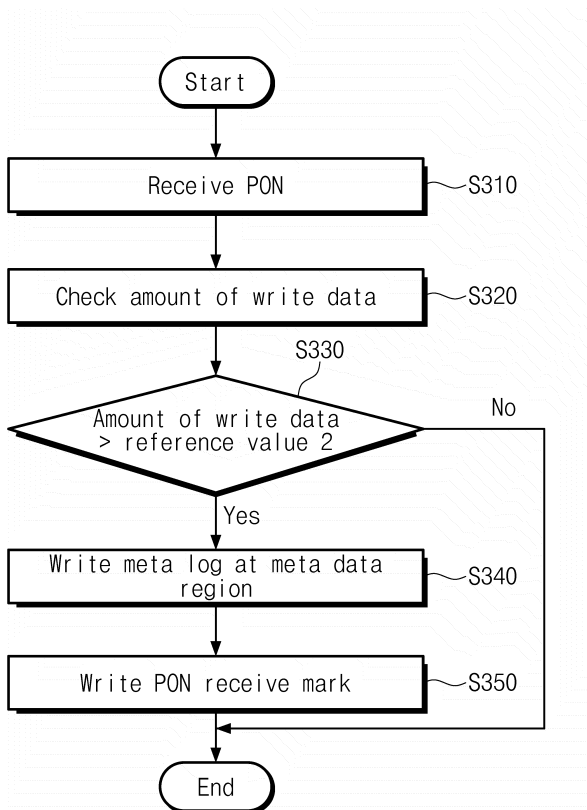 Start
Receive PON
S310
Check amount of write data
S320
S330
Amount of write data
> reference value 2
No
Yes
Write meta log at meta data
region
S340
Write PON receive mark
S350
End